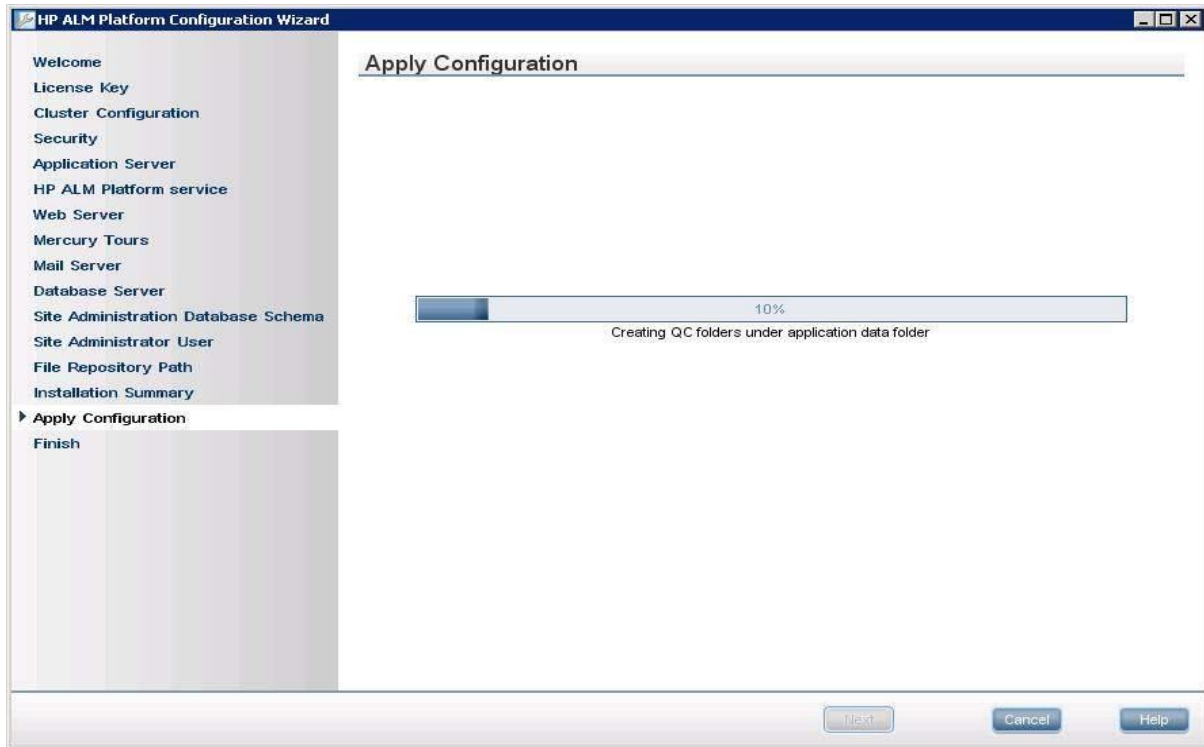 HP ALM Platform Configuration Wizard
Welcome
License Key
Cluster Configuration
Security
Application Server
HP ALM Platform service
Web Server
Mercury Tours
Mail Server
Database Server
Site Administration Database Schema
Site Administrator User
File Repository Path
Installation Summary
Apply Configuration
Finish
Apply Configuration
10%
Creating QC folders under application data folder
Next
Cancel
Help